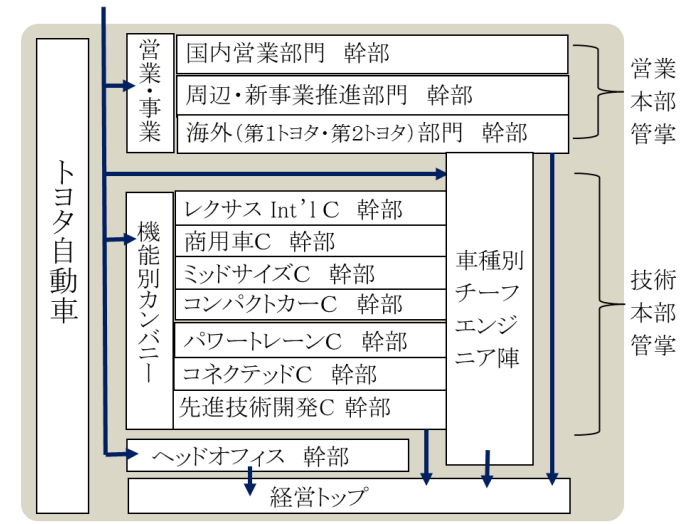 トヨタ自動車
営業・事業
国内営業部門　幹部
周辺・新事業推進部門　幹部
海外(第1トヨタ・第2トヨタ)部門　幹部
営業
本部
管掌
機能別カンバニー
レクサス Int'l C　幹部
商用車C　幹部
ミッドサイズC　幹部
コンパクトカーC　幹部
パワートレーンC　幹部
コネクテッドC　幹部
先進技術開発C 幹部
車種別
チーフ
エンジ
ニア陣
技術
本部
管掌
ヘッドオフィス　幹部
経営トップ